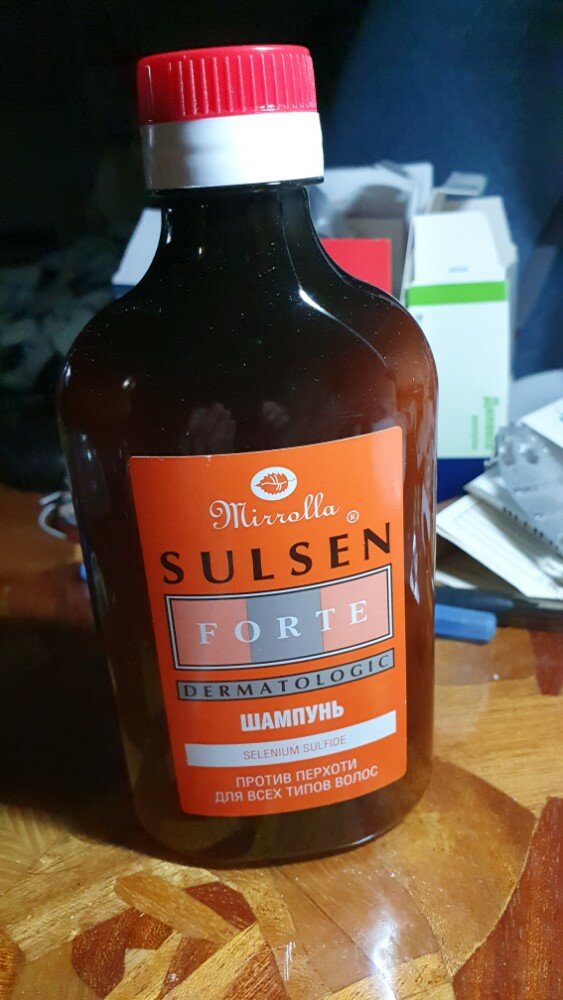 Mirrolla
SULSEN®
FORTE
DERMATOLOGIC
ШАМПУНЬ
SELENIUM SULFIDE
ПРОТИВ ПЕРХОТИ
ДЛЯ ВСЕХ ТИПОВ ВОЛОС